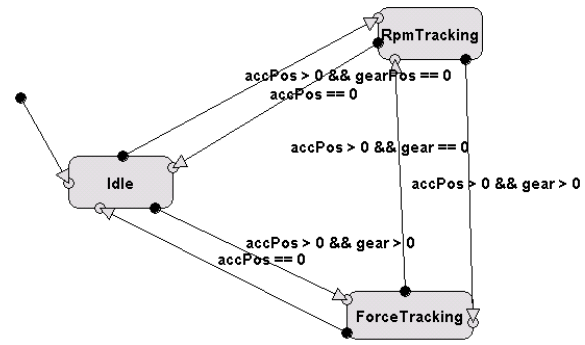 RpmTracking
accPos > 0 && gearPos == 0
accPos == 0
accPos > 0 && gear == 0
accPos > 0 && gear > 0
Idle
accPos > 0 && gear > 0
accPos == 0
ForceTracking